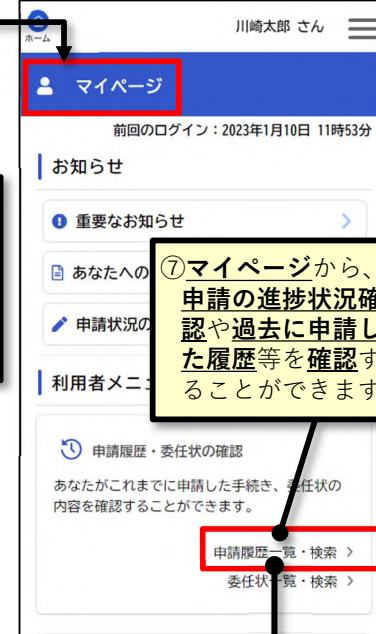 ホーム
川崎太郎 さん
マイページ
前回のログイン：2023年1月10日 11時53分
お知らせ
重要なお知らせ
あなたへの
申請状況の
⑦マイページから、
申請の進捗状況確
認や過去に申請し
た履歴等を確認す
ることができます
利用者メニュ
申請履歴・委任状の確認
あなたがこれまでに申請した手続き、委任状の
内容を確認することができます。
申請履歴一覧・検索
委任状一覧・検索